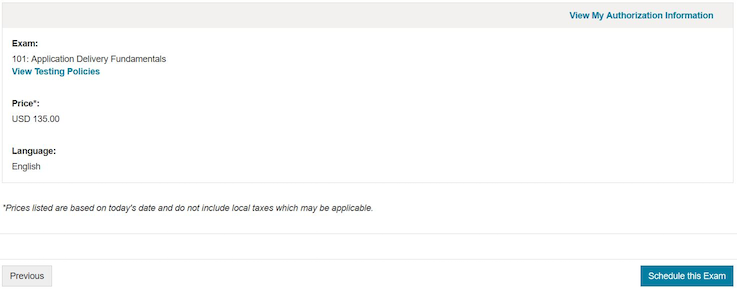 View My Authorization Information
Exam:
101: Application Delivery Fundamentals
View Testing Policies
Price*:
USD 135.00
Language:
English
*Prices listed are based on today's date and do not include local taxes which may be applicable.
Previous
Schedule this Exam